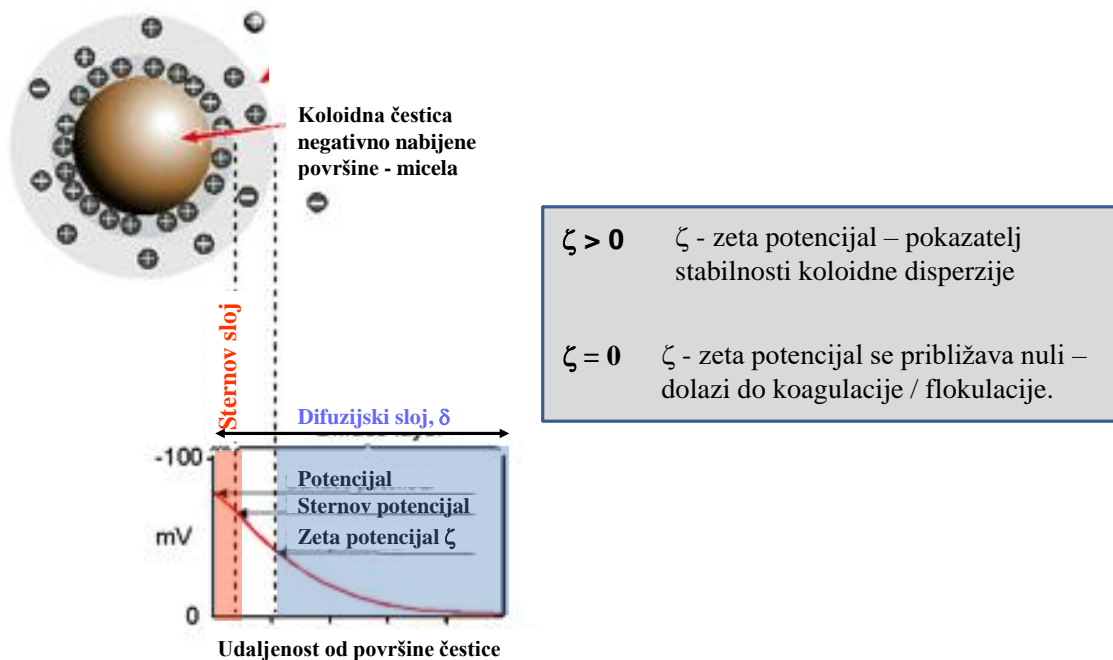 Koloidna čestica
negativno nabijene
površine - micela
ζ > 0 ζ - zeta potencijal – pokazatelj
stabilnosti koloidne disperzije
ζ = 0 ζ - zeta potencijal se približava nuli –
dolazi do koagulacije / flokulacije.
Sternov sloj
Difuzijski sloj, δ
-100
mV
0
Potencijal
Sternov potencijal
Zeta potencijal ζ
Udaljenost od površine čestice